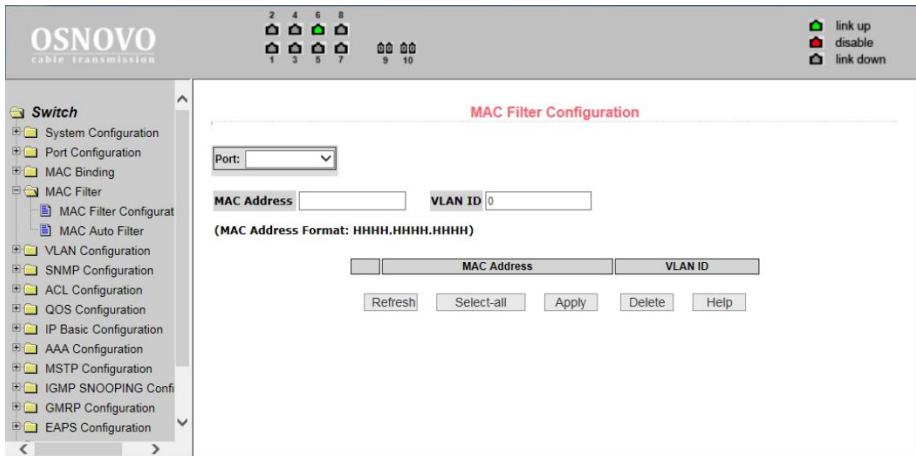 2 4 6 8
1 3 5 7 9 10
OSNOVO
cable transmission
link up
disable
link down
Switch
System Configuration
Port Configuration
MAC Binding
MAC Filter
MAC Filter Configurat
MAC Auto Filter
VLAN Configuration
SNMP Configuration
ACL Configuration
QOS Configuration
IP Basic Configuration
AAA Configuration
MSTP Configuration
IGMP SNOOPING Confi
GMRP Configuration
EAPS Configuration
MAC Filter Configuration
Port:
MAC Address VLAN ID 0
(MAC Address Format: HHHH.HHHH.HHHH)
MAC Address VLAN ID
Refresh Select-all Apply Delete Help